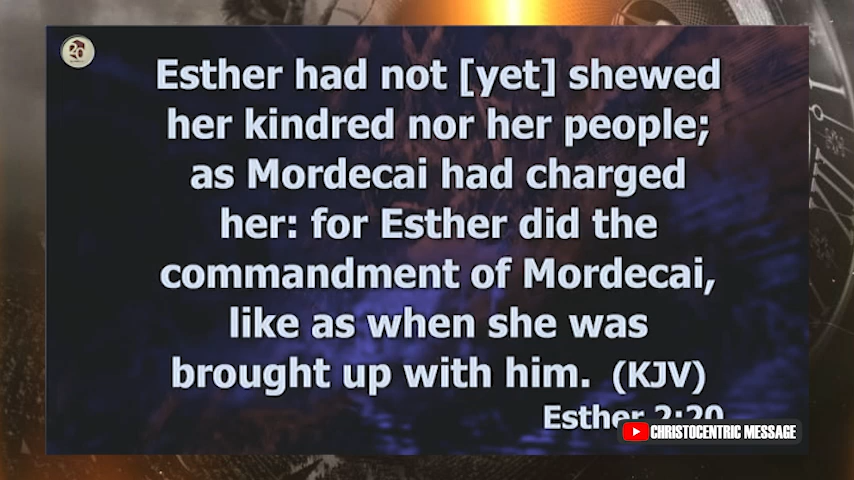 Esther had not [yet] shewed
her kindred nor her people;
as Mordecai had charged
her: for Esther did the
commandment of Mordecai,
like as when she was
brought up with him. (KJV)
Esther 2:20
CHRISTOCENTRIC MESSAGE